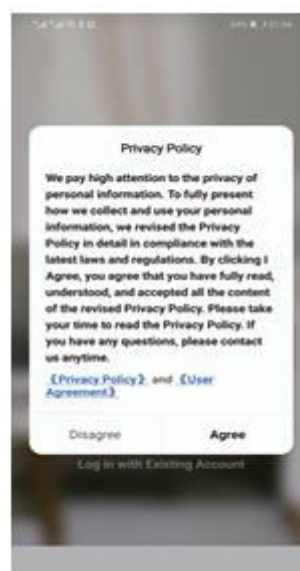 Privacy Policy
We pay high attention to the privacy of
personal information. To fully present
how we collect and use your personal
information, we revised the Privacy
Policy in detail in compliance with the
latest laws and regulations. By clicking I
Agree, you agree that you have fully read,
understood, and accepted all the content
of the revised Privacy Policy. Please take
your time to read the Privacy Policy. If
you have any questions, please contact
us anytime.
《Privacy Policy》 and 《User
Agreement》
Disagree Agree
Log in with Existing Account